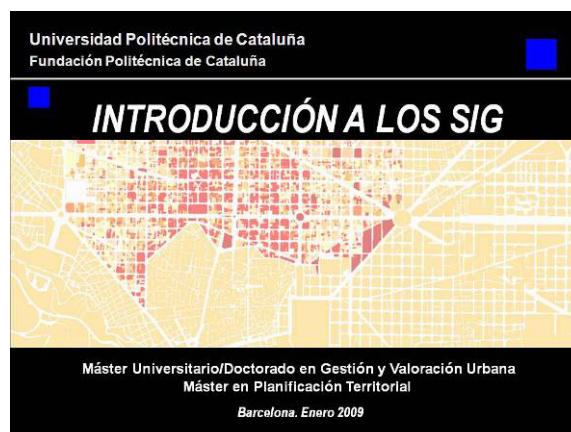 Universidad Politécnica de Cataluña
Fundación Politécnica de Cataluña
INTRODUCCIÓN A LOS SIG
Máster Universitario/Doctorado en Gestión y Valoración Urbana
Máster en Planificación Territorial
Barcelona. Enero 2009